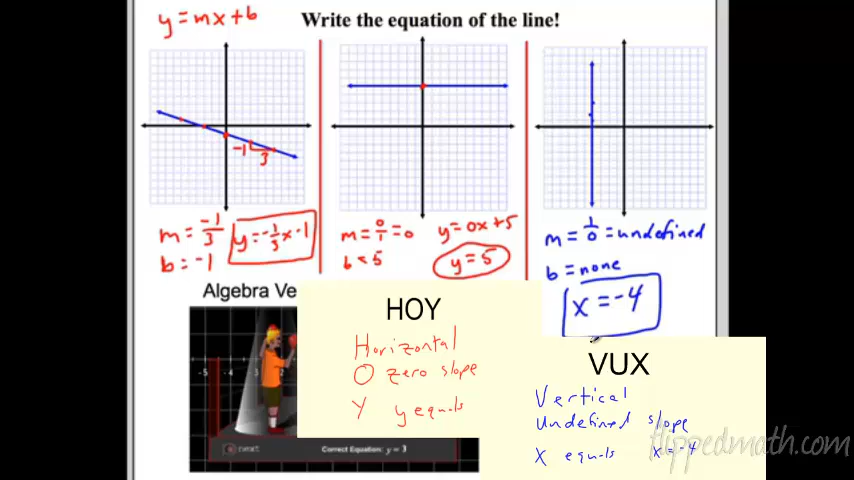 y = mx + b
Write the equation of the line!
-1
3
m = -1/3
b = -1
y = -1/3 x - 1
m = 0/1 = 0
b = 5
y = 0x + 5
y = 5
m = 1/0 = undefined
b = none
x = -4
Algebra Ve
-5 -4
2
next
Correct Equation: y = 3
HOY
Horizontal
O zero slope
Y y equals
VUX
Vertical
Undefined slope
X equals x = -4
flippedmath.com